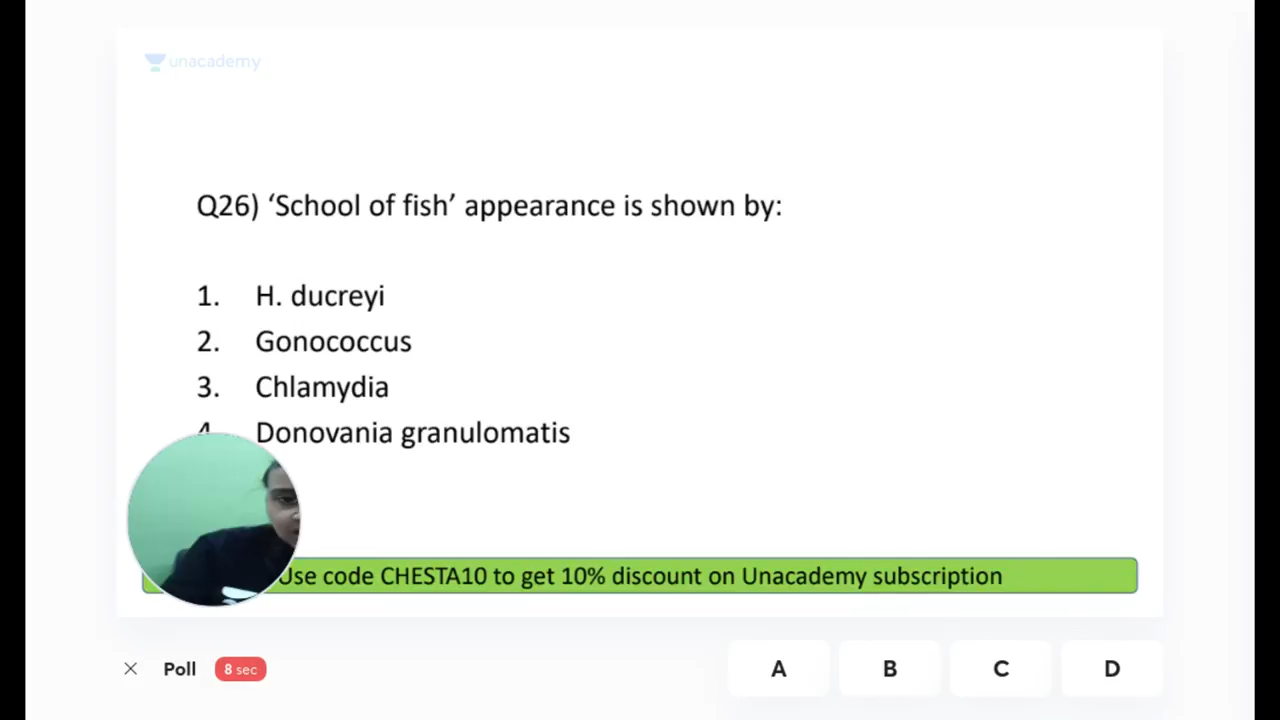 unacademy
Q26) ‘School of fish’ appearance is shown by:
1. H. ducreyi
2. Gonococcus
3. Chlamydia
4. Donovania granulomatis
Use code CHESTA10 to get 10% discount on Unacademy subscription
Poll 8 sec A B C D